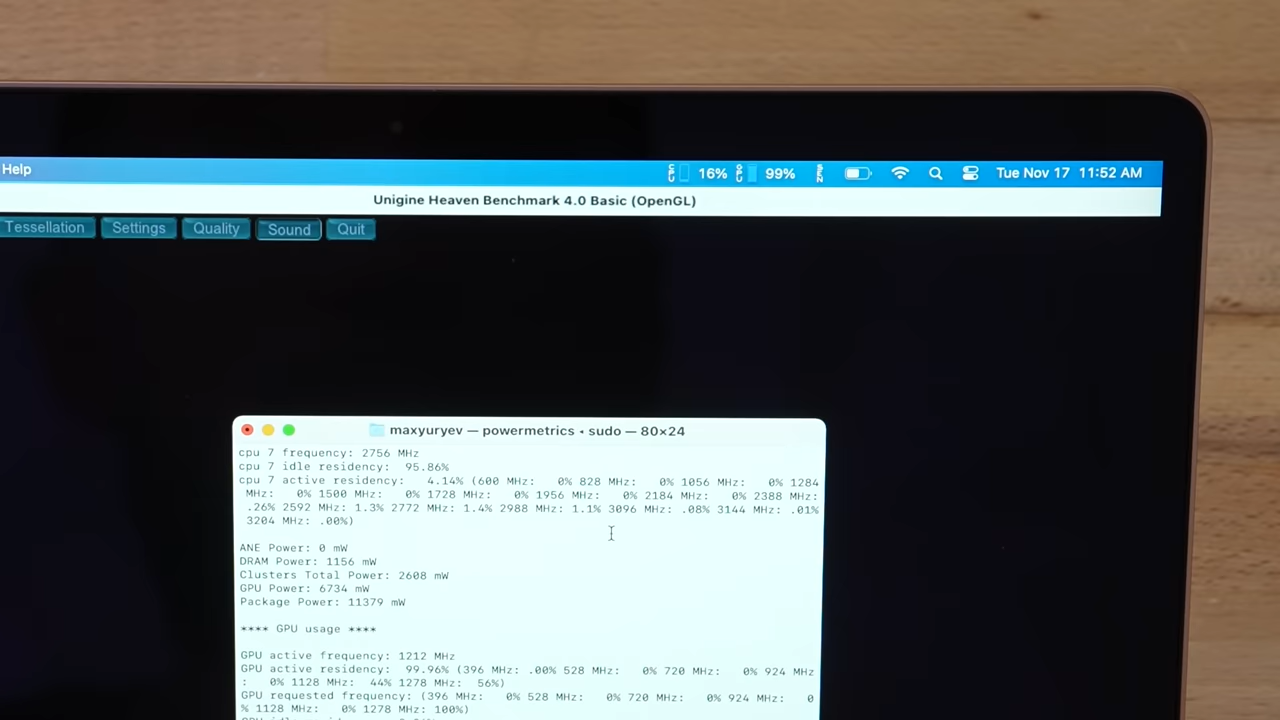 Help
CPU 16% GPU 99% SEN Tue Nov 17 11:52 AM
Unigine Heaven Benchmark 4.0 Basic (OpenGL)
Tessellation Settings Quality Sound Quit
maxyuryev — powermetrics • sudo — 80×24
cpu 7 frequency: 2756 MHz
cpu 7 idle residency: 95.86%
cpu 7 active residency: 4.14% (600 MHz: 0% 828 MHz: 0% 1056 MHz: 0% 1284
MHz: 0% 1500 MHz: 0% 1728 MHz: 0% 1956 MHz: 0% 2184 MHz: 0% 2388 MHz:
.26% 2592 MHz: 1.3% 2772 MHz: 1.4% 2988 MHz: 1.1% 3096 MHz: .08% 3144 MHz: .01%
3204 MHz: .00%)
ANE Power: 0 mW
DRAM Power: 1156 mW
Clusters Total Power: 2608 mW
GPU Power: 6734 mW
Package Power: 11379 mW
**** GPU usage ****
GPU active frequency: 1212 MHz
GPU active residency: 99.96% (396 MHz: .00% 528 MHz: 0% 720 MHz: 0% 924 MHz
: 0% 1128 MHz: 44% 1278 MHz: 56%)
GPU requested frequency: (396 MHz: 0% 528 MHz: 0% 720 MHz: 0% 924 MHz: 0
% 1128 MHz: 0% 1278 MHz: 100%)